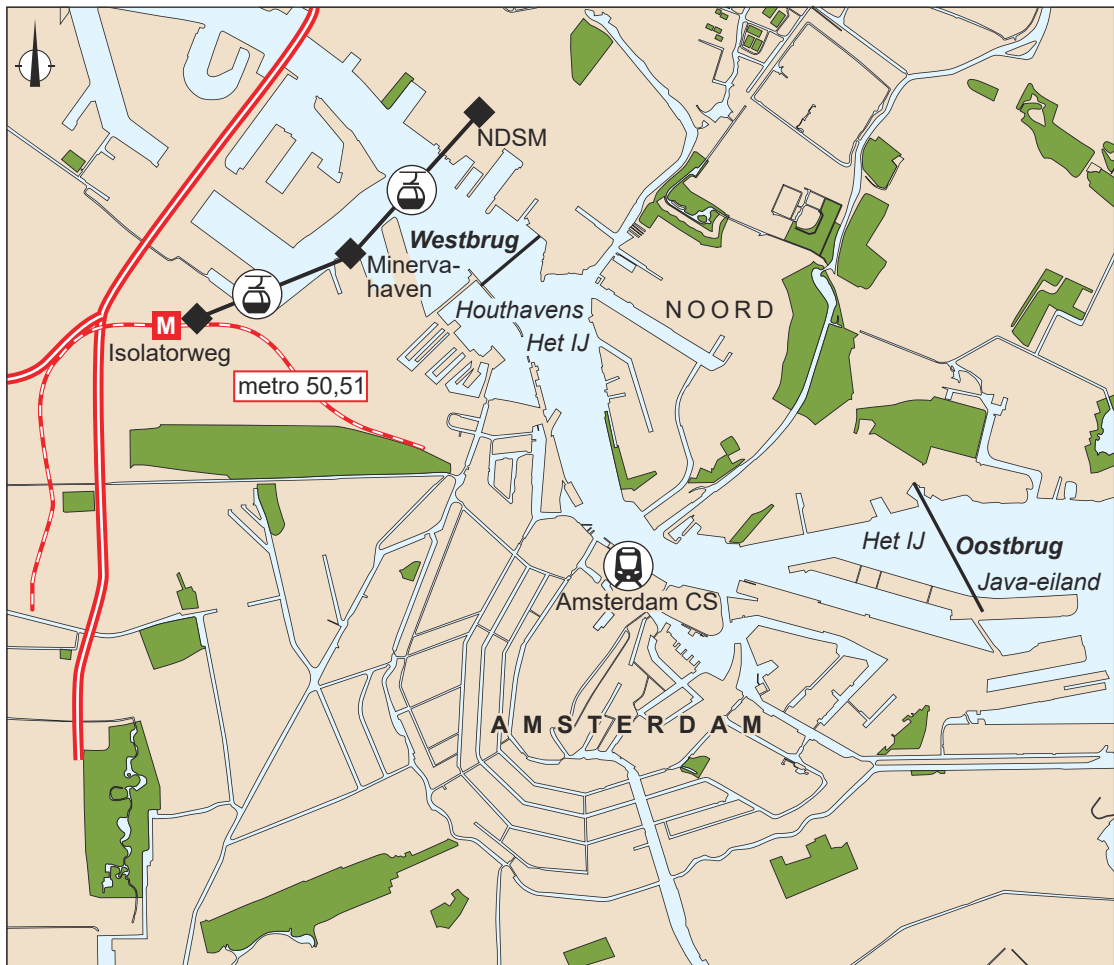 NDSM
Westbrug
Minerva-
haven
Houthavens
NOORD
Het IJ
M
Isolatorweg
metro 50,51
Het IJ
Oostbrug
Java-eiland
Amsterdam CS
AMSTERDAM